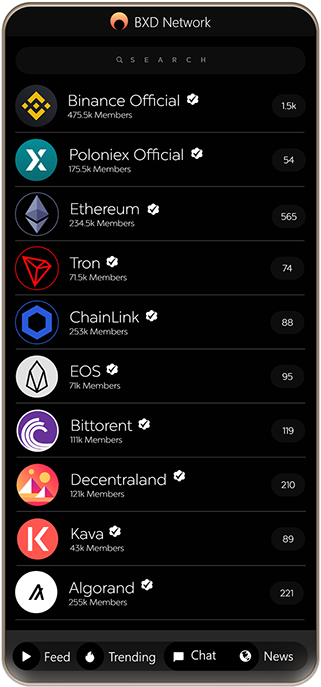 BXD Network
SEARCH
Binance Official
475.5k Members
1.5k
Poloniex Official
175.5k Members
54
Ethereum
234.5k Members
565
Tron
71.5k Members
74
ChainLink
253k Members
88
EOS
71k Members
95
Bittorent
111k Members
119
Decentraland
121k Members
210
Kava
43k Members
89
Algorand
255k Members
221
Feed Trending Chat News